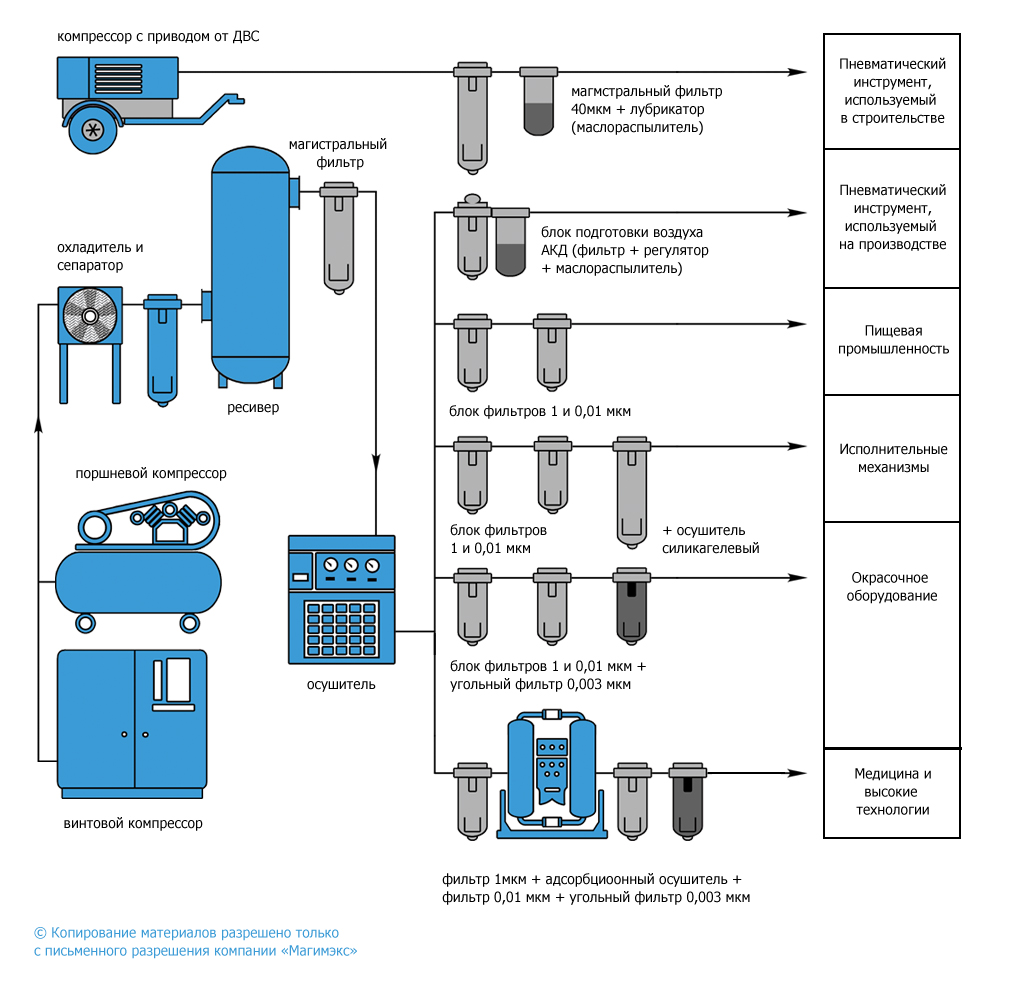 компрессор с приводом от ДВС
магмстральный фильтр
40мкм + лубрикатор
(маслораспылитель)
Пневматический
инструмент,
используемый
в строительстве
магистральный
фильтр
охладитель и
сепаратор
ресивер
блок подготовки воздуха
АКД (фильтр + регулятор
+ маслораспылитель)
Пневматический
инструмент,
используемый
на производстве
блок фильтров 1 и 0,01 мкм
Пищевая
промышленность
поршневой компрессор
блок фильтров
1 и 0,01 мкм
+ осушитель
силикагелевый
Исполнительные
механизмы
осушитель
блок фильтров 1 и 0,01 мкм +
угольный фильтр 0,003 мкм
Окрасочное
оборудование
винтовой компрессор
Медицина и
высокие
технологии
фильтр 1мкм + адсорбциоонный осушитель +
фильтр 0,01 мкм + угольный фильтр 0,003 мкм
© Копирование материалов разрешено только
с письменного разрешения компании «Магимэкс»